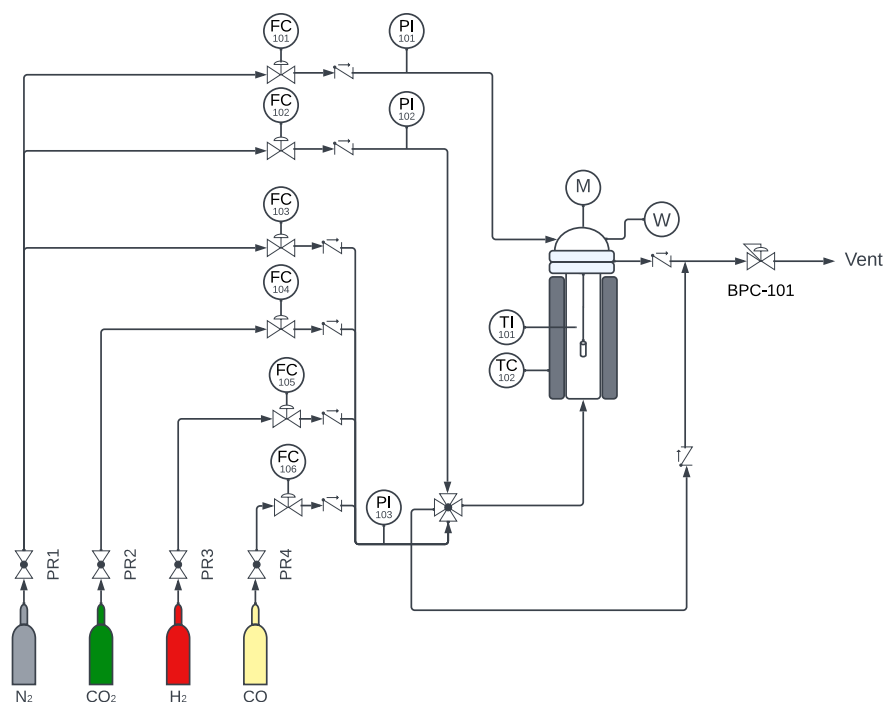 FC
101
PI
101
FC
102
PI
102
M
FC
103
W
Vent
FC
104
BPC-101
TI
101
FC
105
TC
102
FC
106
PI
103
PR1
PR2
PR3
PR4
N2
CO2
H2
CO